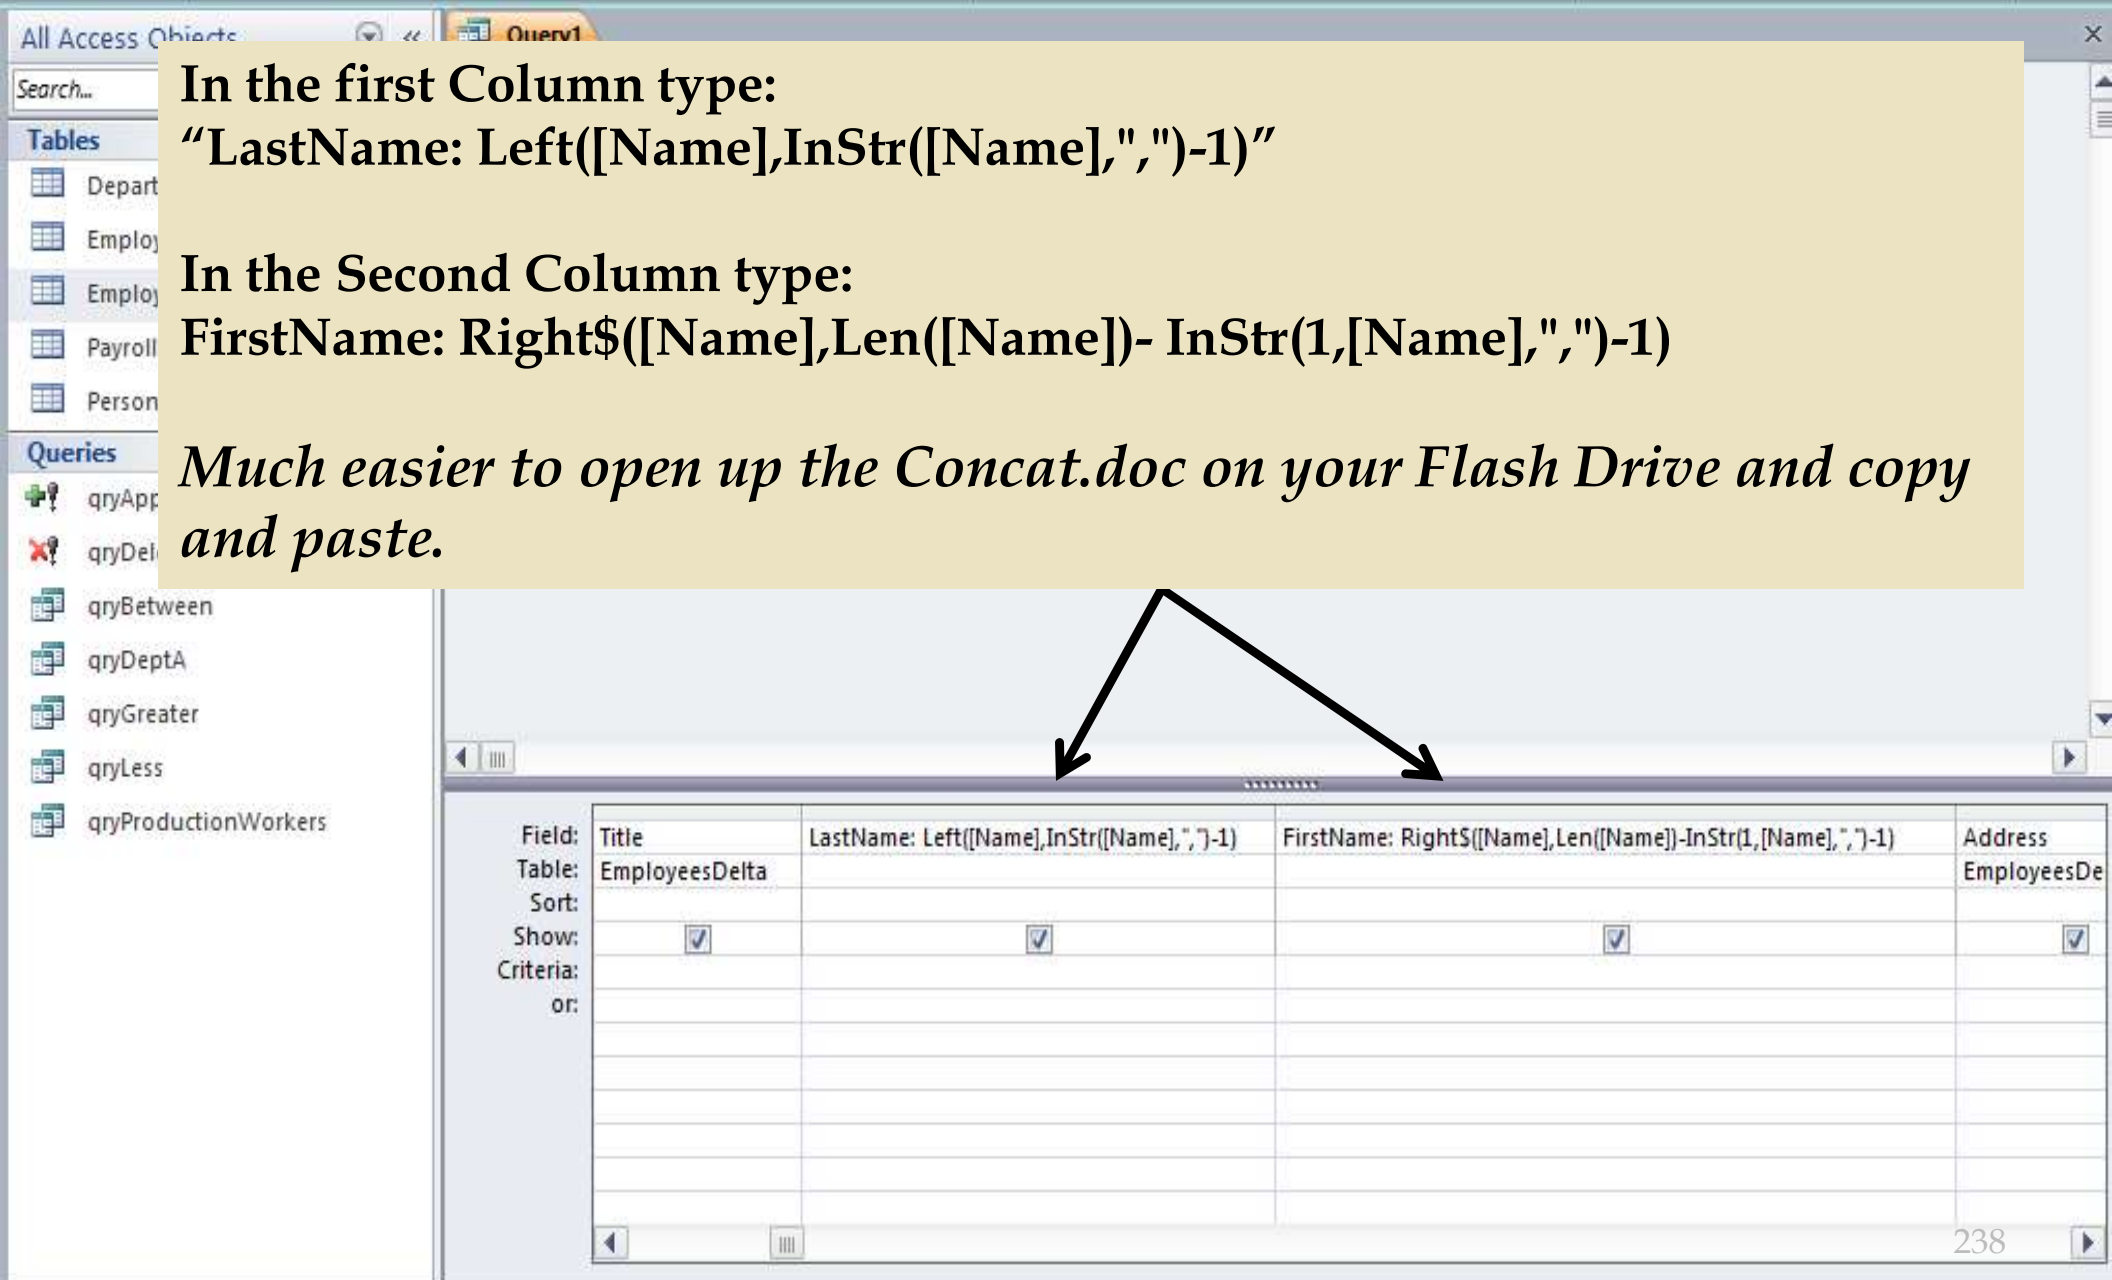 All Access Objects
Query1
Search...
In the first Column type:
“LastName: Left([Name],InStr([Name],",")-1)”
In the Second Column type:
FirstName: Right$([Name],Len([Name])- InStr(1,[Name],",")-1)
Much easier to open up the Concat.doc on your Flash Drive and copy
and paste.
Tables
Depart
Employ
Employ
Payroll
Person
Queries
qryApp
qryDel
qryBetween
qryDeptA
qryGreater
qryLess
qryProductionWorkers
Field: Title LastName: Left([Name],InStr([Name],",")-1) FirstName: Right$([Name],Len([Name])-InStr(1,[Name],",")-1) Address
Table: EmployeesDelta EmployeesDe
Sort:
Show:
Criteria:
or:
238